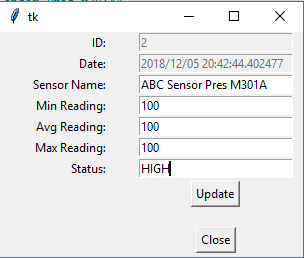 tk
ID: 2
Date: 2018/12/05 20:42:44.402477
Sensor Name: ABC Sensor Pres M301A
Min Reading: 100
Avg Reading: 100
Max Reading: 100
Status: HIGH
Update
Close